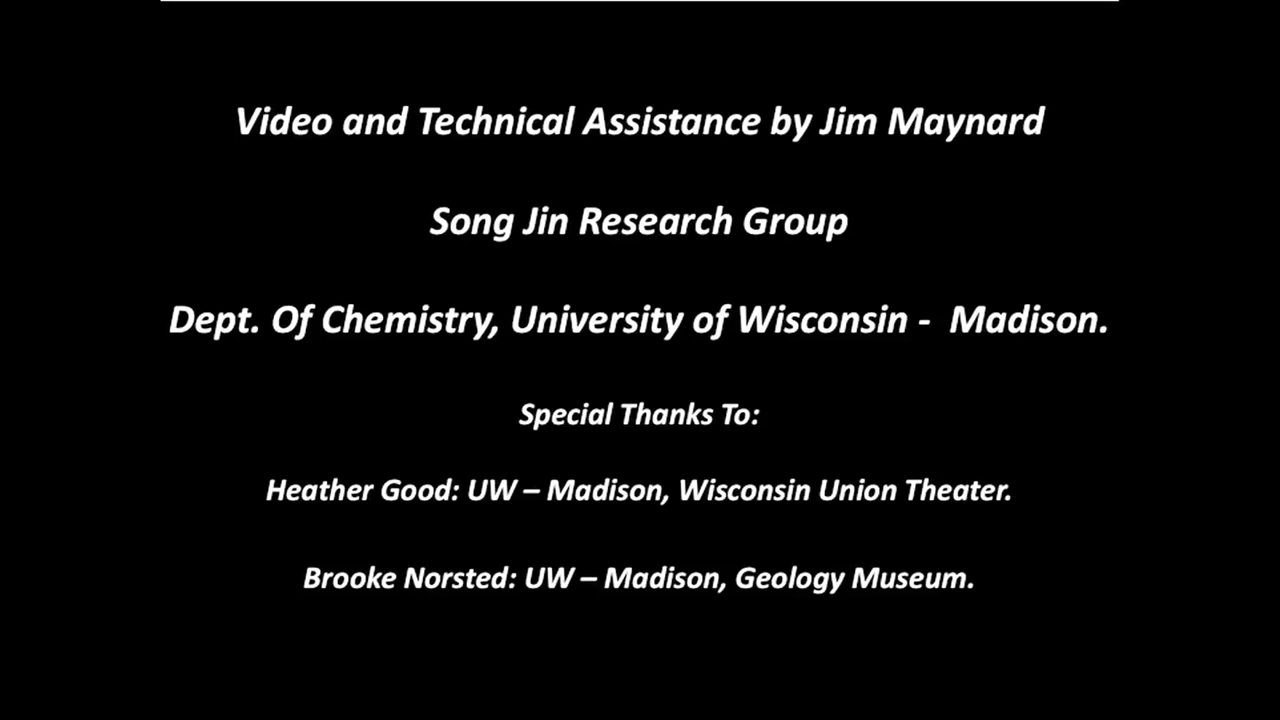 Video and Technical Assistance by Jim Maynard
Song Jin Research Group
Dept. Of Chemistry, University of Wisconsin - Madison.
Special Thanks To:
Heather Good: UW – Madison, Wisconsin Union Theater.
Brooke Norsted: UW – Madison, Geology Museum.